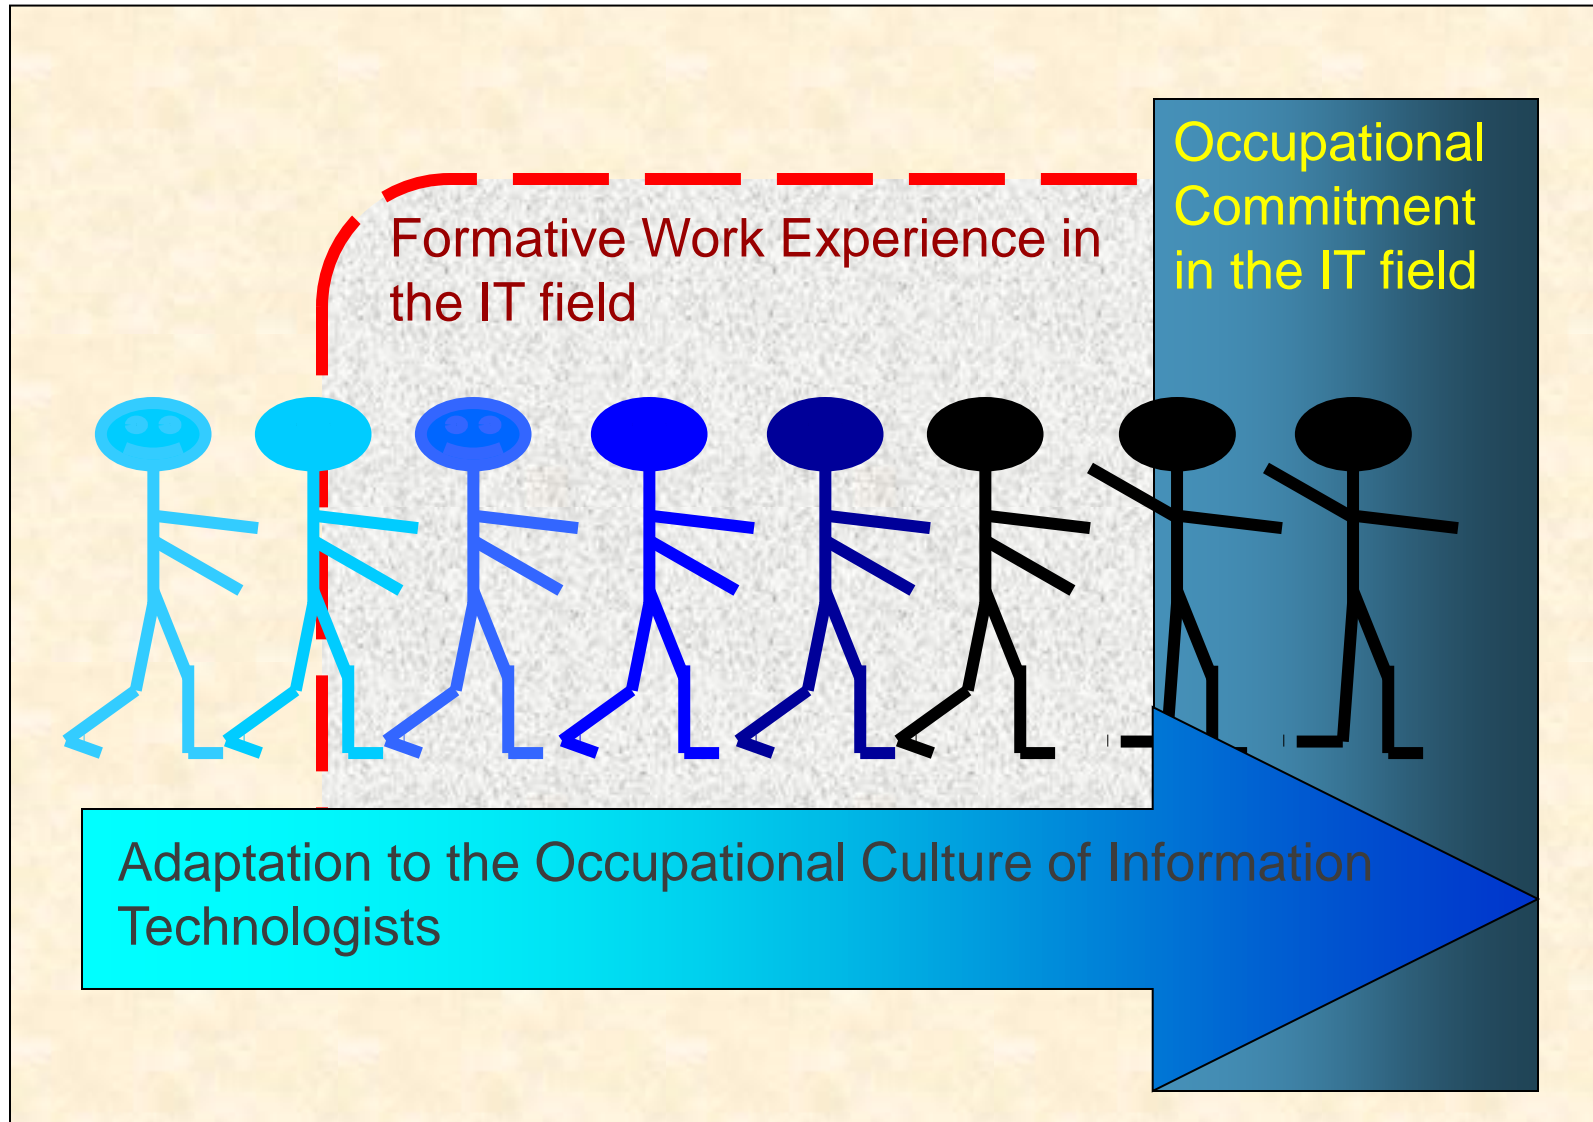 Occupational
Commitment
in the IT field
Formative Work Experience in
the IT field
Adaptation to the Occupational Culture of Information
Technologists